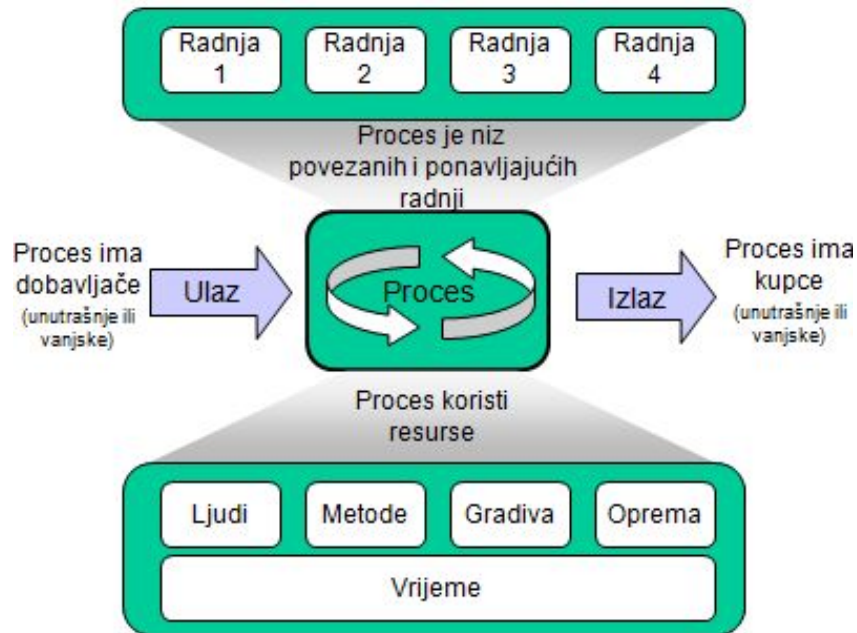 Radnja
1
Radnja
2
Radnja
3
Radnja
4
Proces je niz
povezanih i ponavljajućih
radnji
Proces ima
dobavljače
(unutrašnje ili
vanjske)
Ulaz
Proces
Izlaz
Proces ima
kupce
(unutrašnje ili
vanjske)
Proces koristi
resurse
Ljudi
Metode
Gradiva
Oprema
Vrijeme